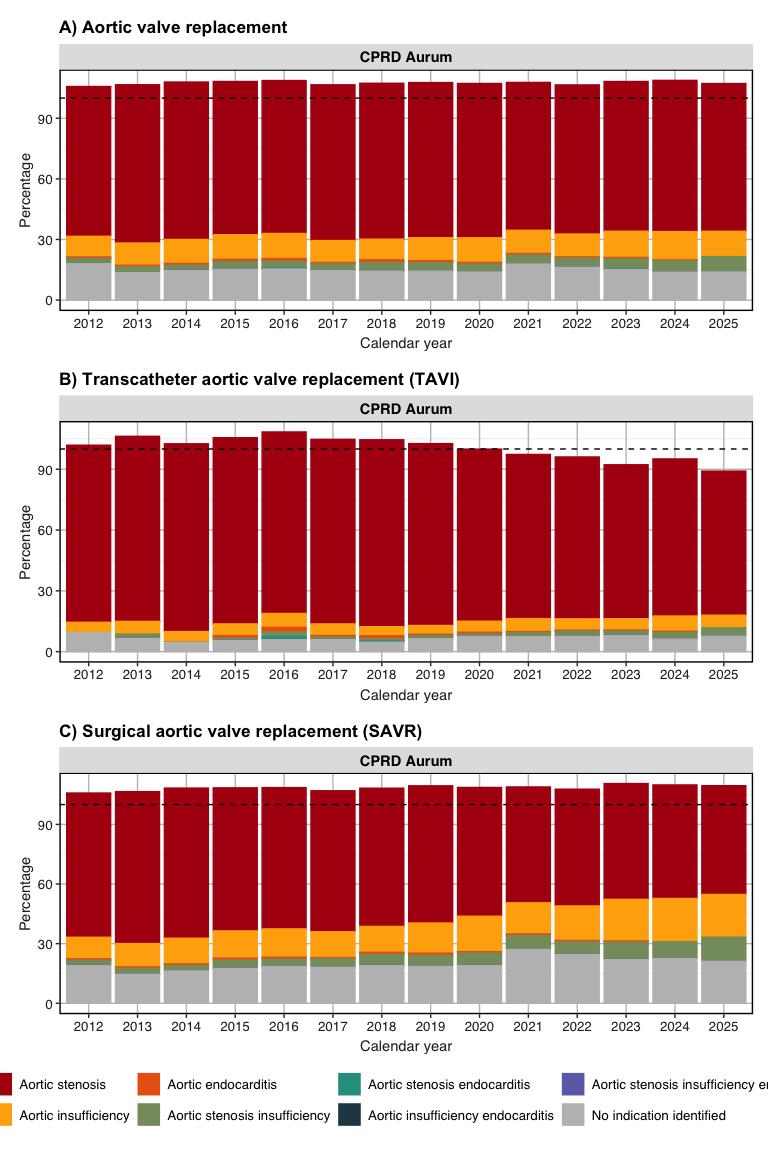 A) Aortic valve replacement
CPRD Aurum
Percentage
90
60
30
0
2012 2013 2014 2015 2016 2017 2018 2019 2020 2021 2022 2023 2024 2025
Calendar year
B) Transcatheter aortic valve replacement (TAVI)
CPRD Aurum
Percentage
90
60
30
0
2012 2013 2014 2015 2016 2017 2018 2019 2020 2021 2022 2023 2024 2025
Calendar year
C) Surgical aortic valve replacement (SAVR)
CPRD Aurum
Percentage
90
60
30
0
2012 2013 2014 2015 2016 2017 2018 2019 2020 2021 2022 2023 2024 2025
Calendar year
Aortic stenosis Aortic endocarditis Aortic stenosis endocarditis Aortic stenosis insufficiency
Aortic insufficiency Aortic stenosis insufficiency Aortic insufficiency endocarditis No indication identified